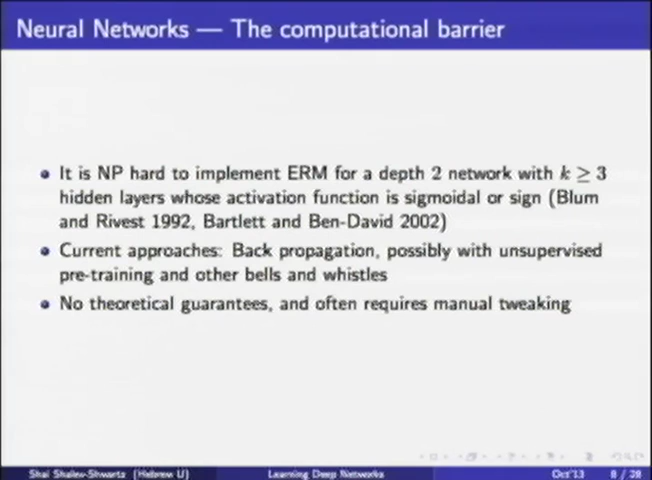 Neural Networks — The computational barrier
It is NP hard to implement ERM for a depth 2 network with k ≥ 3
hidden layers whose activation function is sigmoidal or sign (Blum
and Rivest 1992, Bartlett and Ben-David 2002)
Current approaches: Back propagation, possibly with unsupervised
pre-training and other bells and whistles
No theoretical guarantees, and often requires manual tweaking
Shai Shalev-Shwartz (Hebrew U) Learning Deep Networks Oct'13 8 / 28